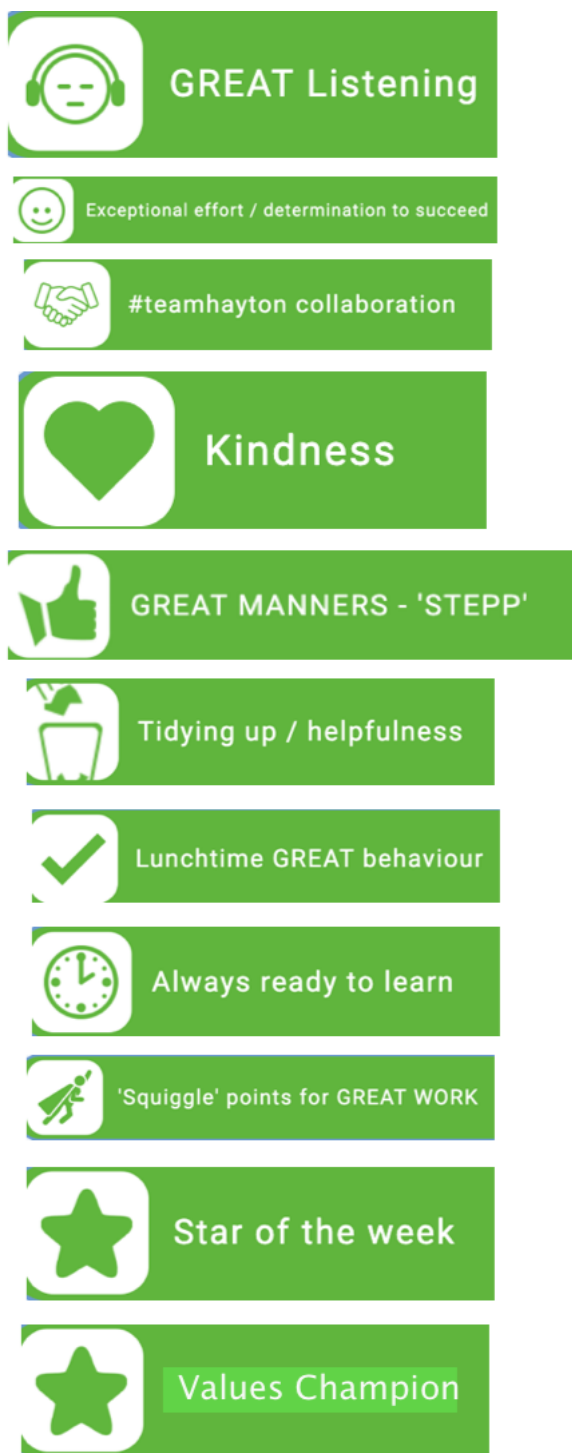 GREAT Listening
Exceptional effort / determination to succeed
#teamhayton collaboration
Kindness
GREAT MANNERS - 'STEPP'
Tidying up / helpfulness
Lunchtime GREAT behaviour
Always ready to learn
'Squiggle' points for GREAT WORK
Star of the week
Values Champion